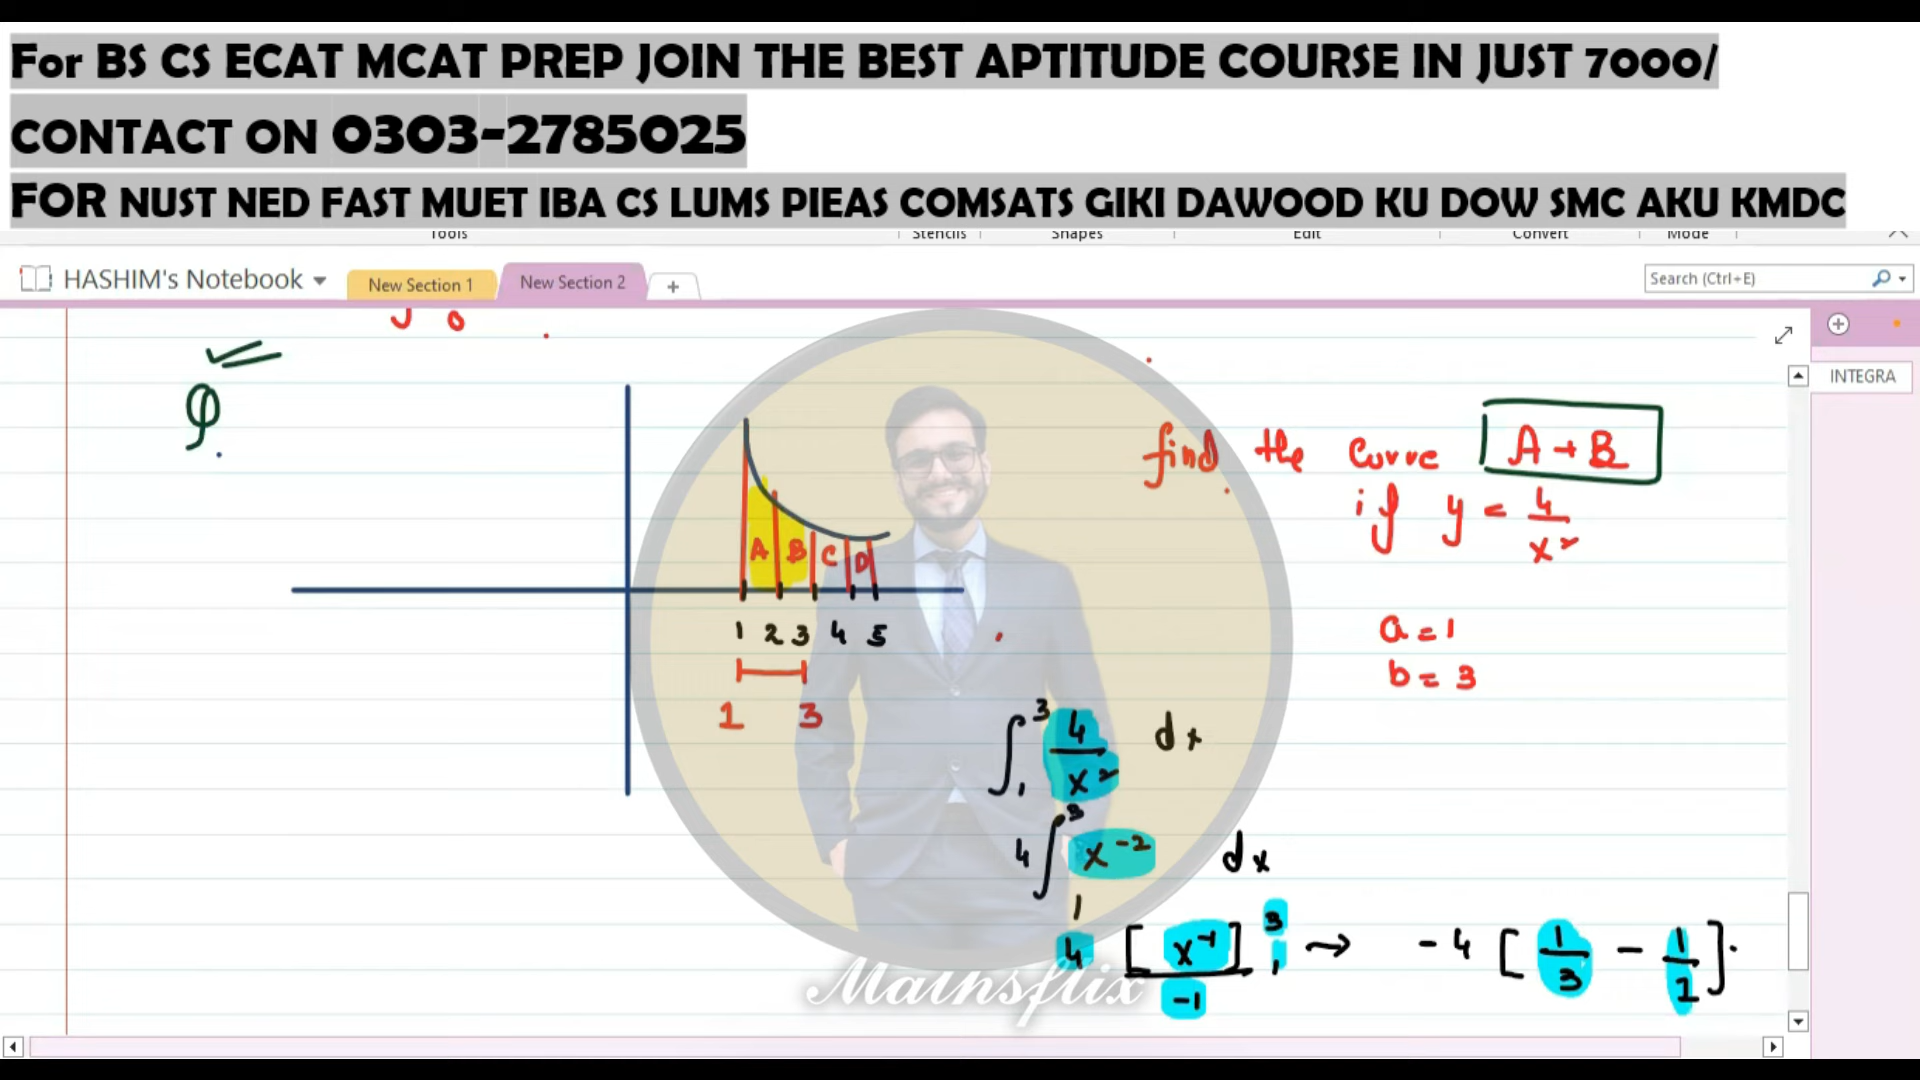 For BS CS ECAT MCAT PREP JOIN THE BEST APTITUDE COURSE IN JUST 7000/
CONTACT ON 0303-2785025
FOR NUST NED FAST MUET IBA CS LUMS PIEAS COMSATS GIKI DAWOOD KU DOW SMC AKU KMDC
Tools Stencils Shapes Edit Convert Mode
HASHIM's Notebook New Section 1 New Section 2 + Search (Ctrl+E)
INTEGRA
Q
find the curve A + B
if y = 4/x²
A B C D
1 2 3 4 5
1 3
a = 1
b = 3
∫₁³ 4/x² dx
4 ∫₁³ x⁻² dx
4 [x⁻¹]/-1 ³₁ → -4 [1/3 - 1/1]
Mainsflix